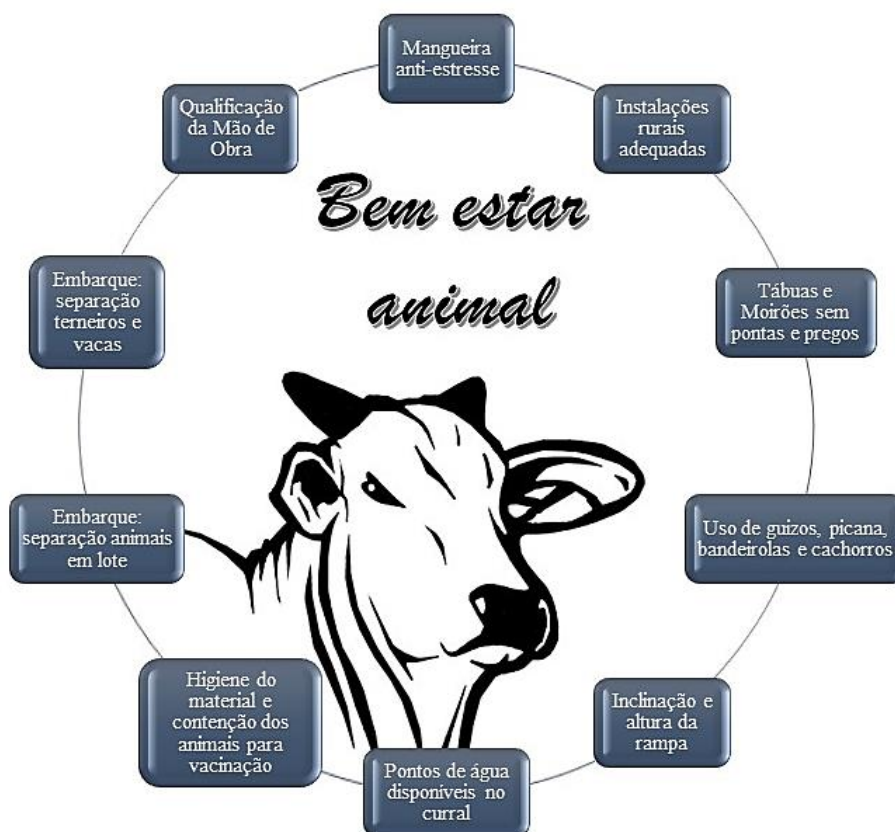 Mangueira
anti-estresse
Instalações
rurais
adequadas
Tábuas e
Moirões sem
pontas e pregos
Uso de guizos, picana,
bandeirolas e cachorros
Inclinação e
altura da
rampa
Pontos de água
disponíveis no
curral
Higiene do
material e
contenção dos
animais para
vacinação
Embarque:
separação animais
em lote
Embarque:
separação
terneiros e
vacas
Qualificação
da Mão de
Obra
Bem estar
animal